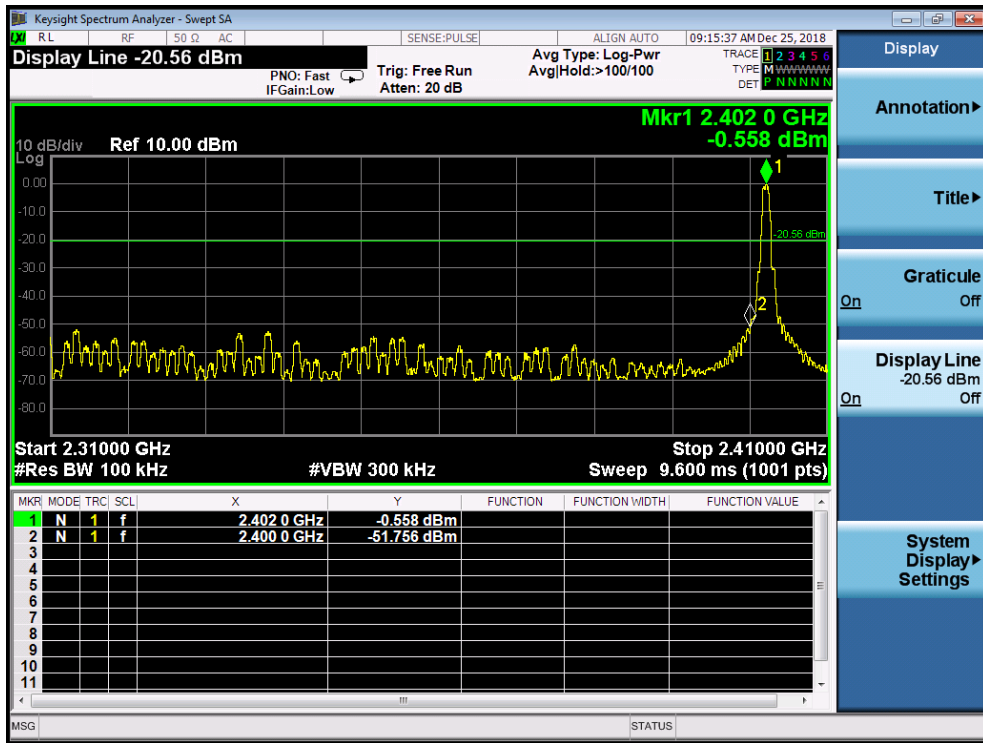 Keysight Spectrum Analyzer - Swept SA
LXI RL RF 50 Ω AC SENSE:PULSE ALIGN AUTO 09:15:37 AM Dec 25, 2018
Display Line -20.56 dBm
PNO: Fast
IFGain:Low
Trig: Free Run
Atten: 20 dB
Avg Type: Log-Pwr
Avg|Hold:>100/100
TRACE 1 2 3 4 5 6
TYPE M W W W W W
DET P N N N N N
Mkr1 2.402 0 GHz
-0.558 dBm
10 dB/div Ref 10.00 dBm
Log
0.00
-10.0
-20.0
-30.0
-40.0
-50.0
-60.0
-70.0
-80.0
1
-20.56 dBm
2
Start 2.31000 GHz Stop 2.41000 GHz
#Res BW 100 kHz #VBW 300 kHz Sweep 9.600 ms (1001 pts)
MKR MODE TRC SCL X Y FUNCTION FUNCTION WIDTH FUNCTION VALUE
1 N 1 f 2.402 0 GHz -0.558 dBm
2 N 1 f 2.400 0 GHz -51.756 dBm
3
4
5
6
7
8
9
10
11
MSG STATUS
Display
Annotation
Title
Graticule
On Off
Display Line
-20.56 dBm
On Off
System
Display
Settings